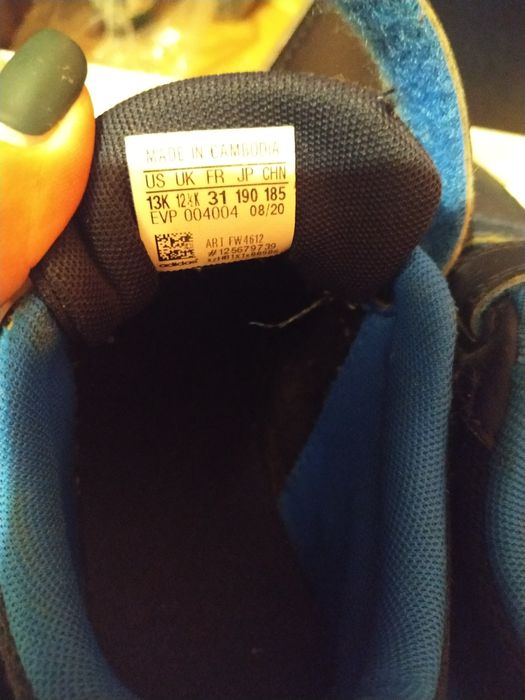 MADE IN CAMBODIA
US UK FR JP CHN
13K 12½K 31 190 185
EVP 004004 08/20
ART FW4612
#125679739
adidas